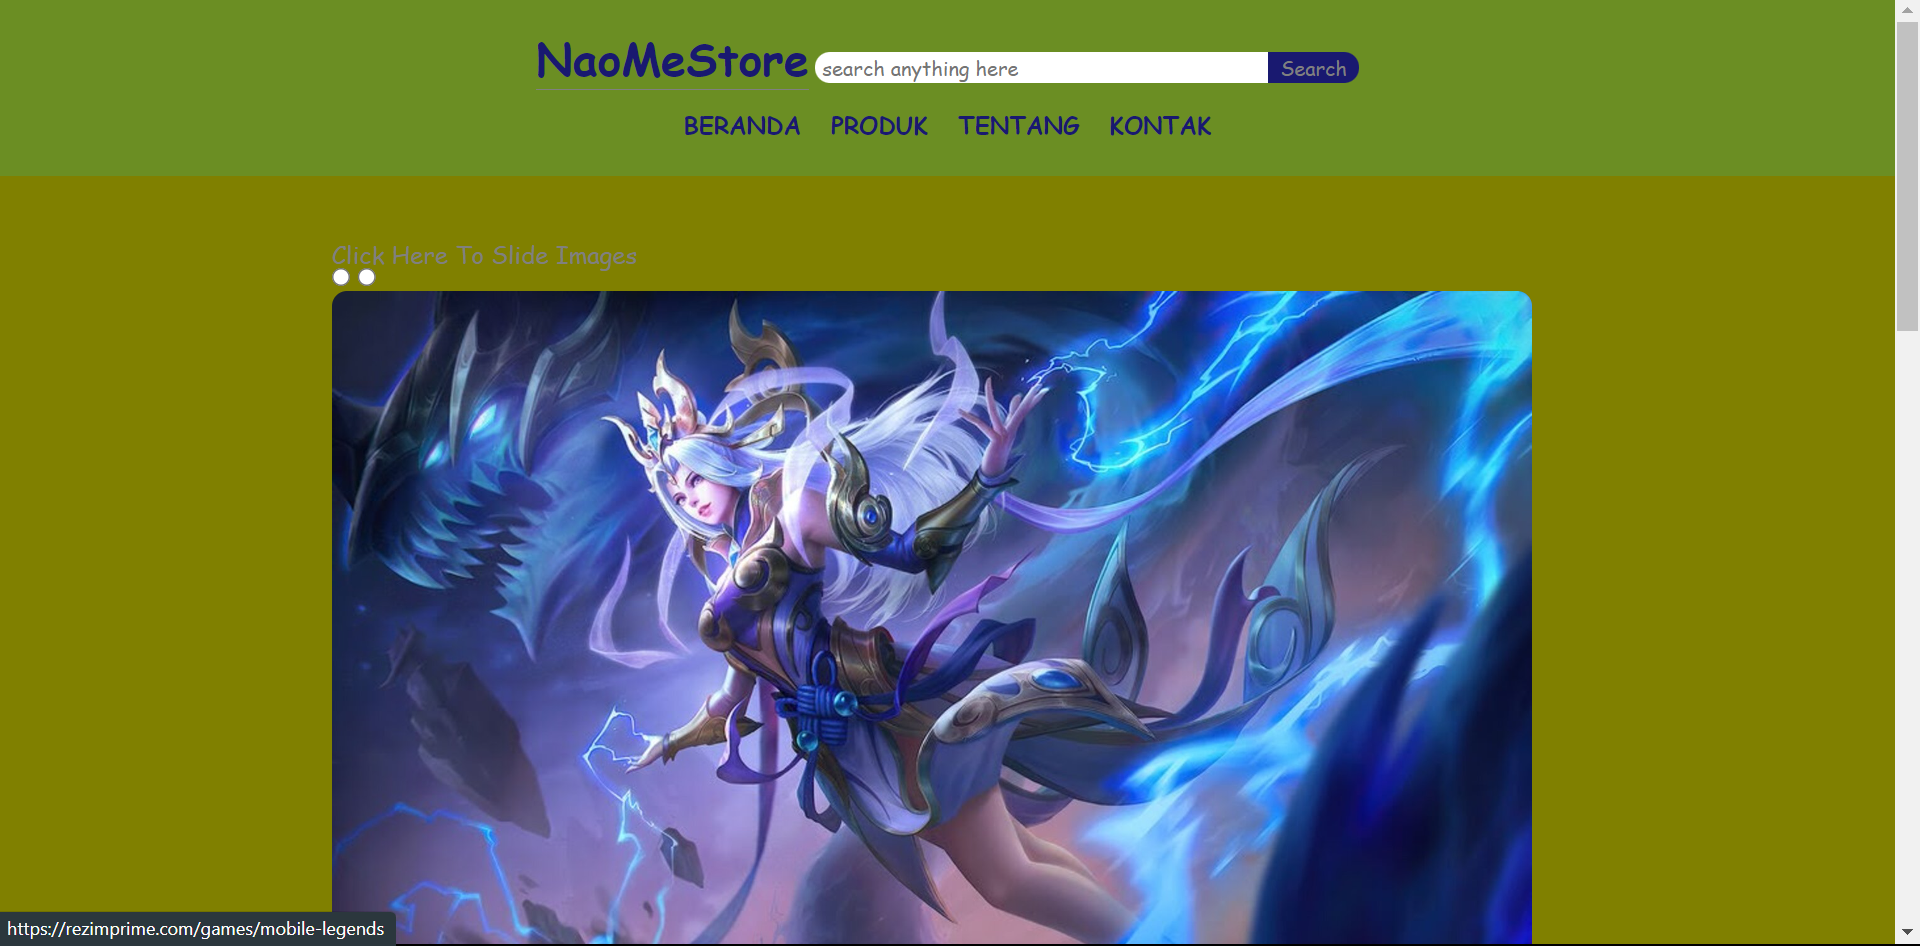 NaoMeStore
search anything here Search
BERANDA PRODUK TENTANG KONTAK
Click Here To Slide Images
https://rezimprime.com/games/mobile-legends